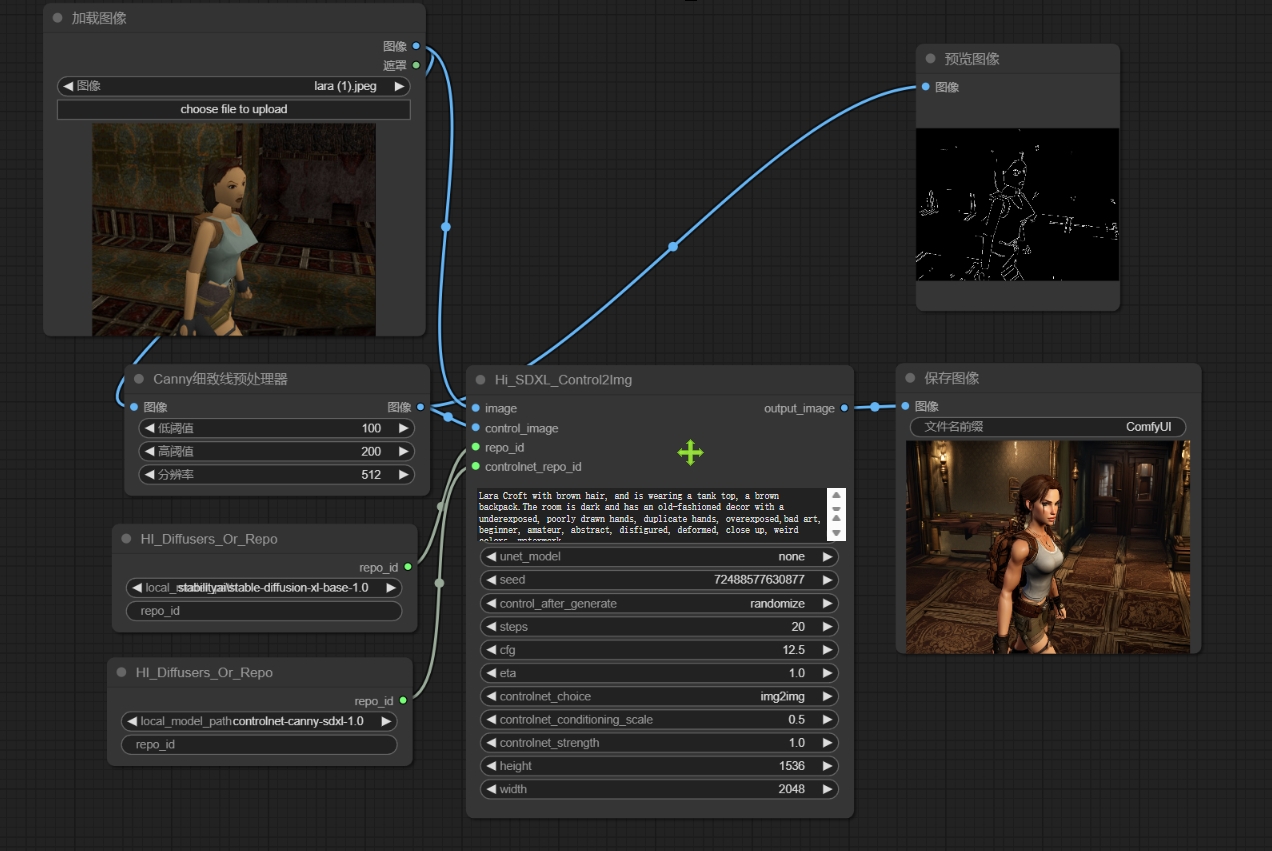 加载图像
图像
遮罩
图像 lara (1).jpeg
choose file to upload
预览图像
图像
Canny细致线预处理器
图像 图像
低阈值 100
高阈值 200
分辨率 512
HI_Diffusers_Or_Repo
repo_id
local_ stabilityai/stable-diffusion-xl-base-1.0
repo_id
HI_Diffusers_Or_Repo
repo_id
local_model_path controlnet-canny-sdxl-1.0
repo_id
Hi_SDXL_Control2Img
image output_image
control_image
repo_id
controlnet_repo_id
Lara Croft with brown hair, and is wearing a tank top, a brown
backpack.The room is dark and has an old-fashioned decor with a
underexposed, poorly drawn hands, duplicate hands, overexposed,bad art,
beginner, amateur, abstract, disfigured, deformed, close up, weird
colors, watermark
unet_model none
seed 72488577630877
control_after_generate randomize
steps 20
cfg 12.5
eta 1.0
controlnet_choice img2img
controlnet_conditioning_scale 0.5
controlnet_strength 1.0
height 1536
width 2048
保存图像
图像
文件名前缀 ComfyUI